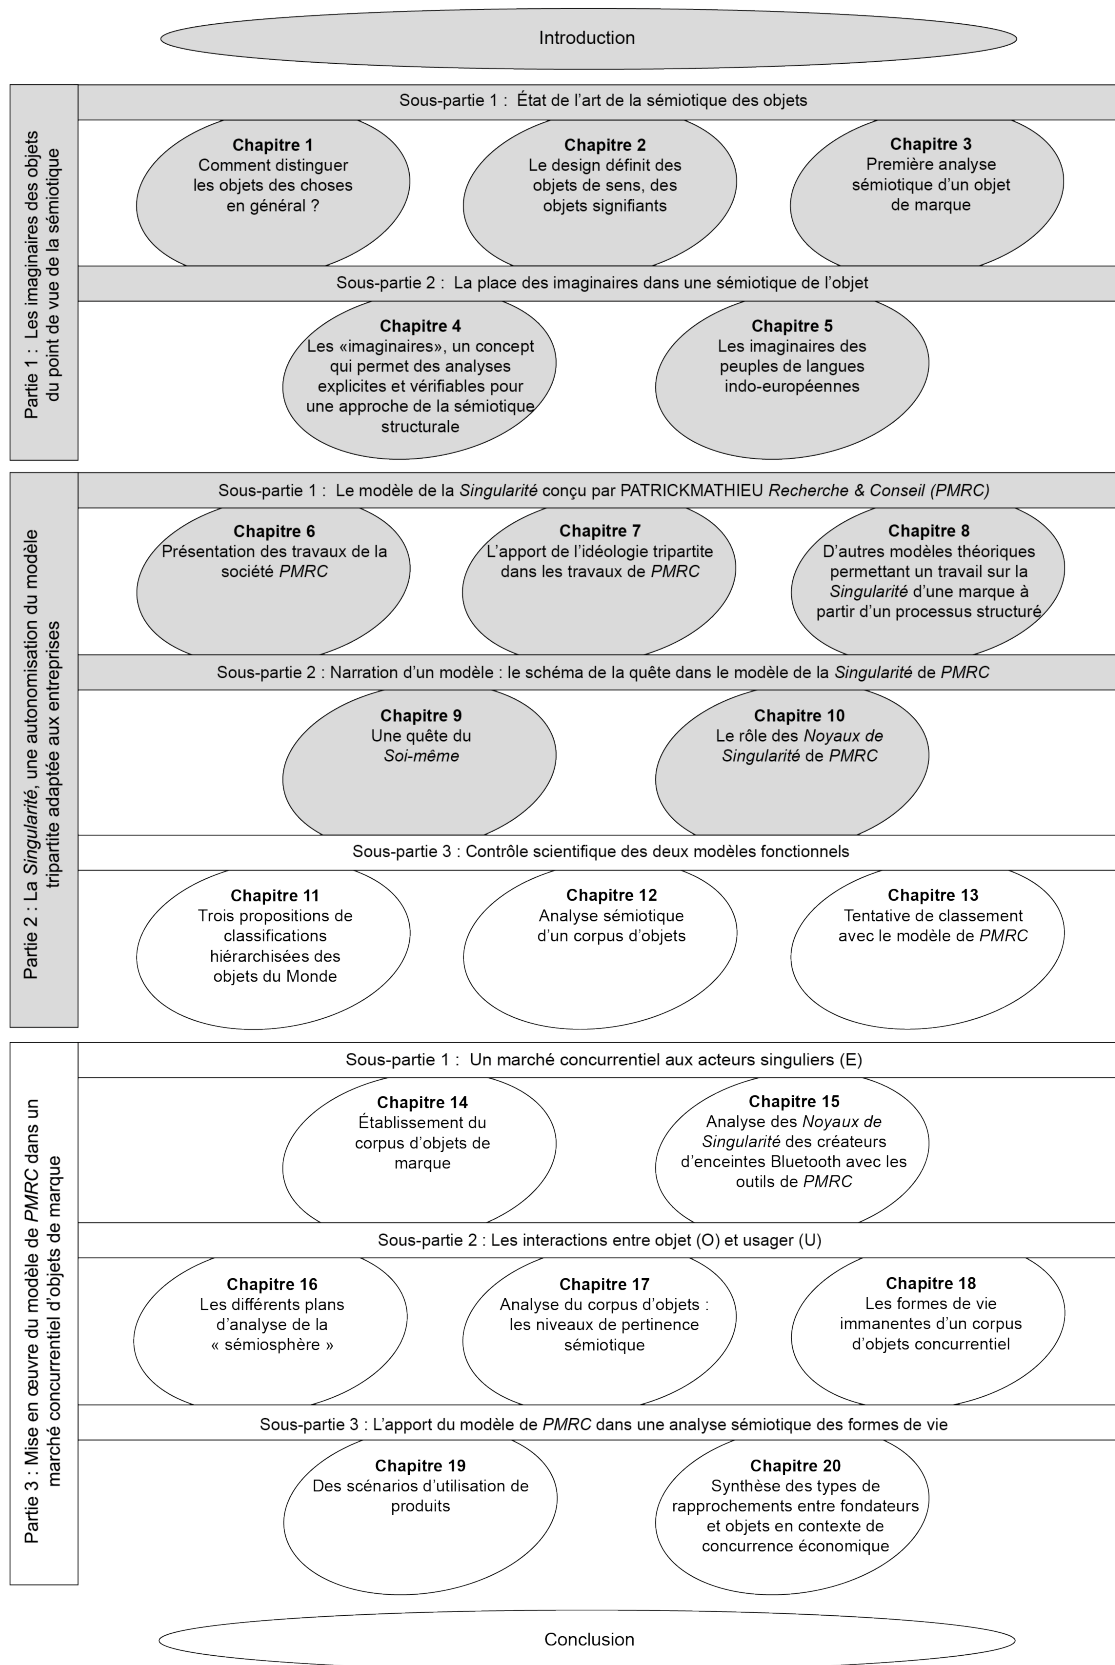 Introduction
Partie 1 : Les imaginaires des objets
du point de vue de la sémiotique
Sous-partie 1 : État de l’art de la sémiotique des objets
Chapitre 1
Comment distinguer
les objets des choses
en général ?
Chapitre 2
Le design définit des
objets de sens, des
objets signifiants
Chapitre 3
Première analyse
sémiotique d’un objet
de marque
Sous-partie 2 : La place des imaginaires dans une sémiotique de l’objet
Chapitre 4
Les «imaginaires», un concept
qui permet des analyses
explicites et vérifiables pour
une approche de la sémiotique
structurale
Chapitre 5
Les imaginaires des
peuples de langues
indo-européennes
Partie 2 : La Singularité, une autonomisation du modèle
tripartite adaptée aux entreprises
Sous-partie 1 : Le modèle de la Singularité conçu par PATRICKMATHIEU Recherche & Conseil (PMRC)
Chapitre 6
Présentation des travaux de la
société PMRC
Chapitre 7
L’apport de l’idéologie tripartite
dans les travaux de PMRC
Chapitre 8
D’autres modèles théoriques
permettant un travail sur la
Singularité d’une marque à
partir d’un processus structuré
Sous-partie 2 : Narration d’un modèle : le schéma de la quête dans le modèle de la Singularité de PMRC
Chapitre 9
Une quête du
Soi-même
Chapitre 10
Le rôle des Noyaux de
Singularité de PMRC
Sous-partie 3 : Contrôle scientifique des deux modèles fonctionnels
Chapitre 11
Trois propositions de
classifications
hiérarchisées des
objets du Monde
Chapitre 12
Analyse sémiotique
d’un corpus d’objets
Chapitre 13
Tentative de classement
avec le modèle de PMRC
Partie 3 : Mise en œuvre du modèle de PMRC dans un
marché concurrentiel d’objets de marque
Sous-partie 1 : Un marché concurrentiel aux acteurs singuliers (E)
Chapitre 14
Établissement du
corpus d’objets de
marque
Chapitre 15
Analyse des Noyaux de
Singularité des créateurs
d’enceintes Bluetooth avec les
outils de PMRC
Sous-partie 2 : Les interactions entre objet (O) et usager (U)
Chapitre 16
Les différents plans
d’analyse de la
« sémiosphère »
Chapitre 17
Analyse du corpus d’objets :
les niveaux de pertinence
sémiotique
Chapitre 18
Les formes de vie
immanentes d’un corpus
d’objets concurrentiel
Sous-partie 3 : L’apport du modèle de PMRC dans une analyse sémiotique des formes de vie
Chapitre 19
Des scénarios d’utilisation de
produits
Chapitre 20
Synthèse des types de
rapprochements entre fondateurs
et objets en contexte de
concurrence économique
Conclusion